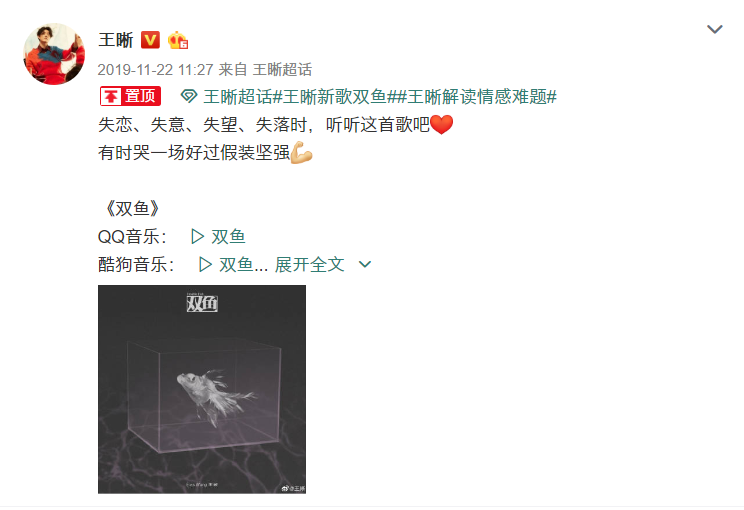 王晰
2019-11-22 11:27 来自 王晰超话
置顶 王晰超话#王晰新歌双鱼##王晰解读情感难题#
失恋、失意、失望、失落时，听听这首歌吧
有时哭一场好过假装坚强
《双鱼》
QQ音乐： 双鱼
酷狗音乐： 双鱼... 展开全文
双鱼
@王晰